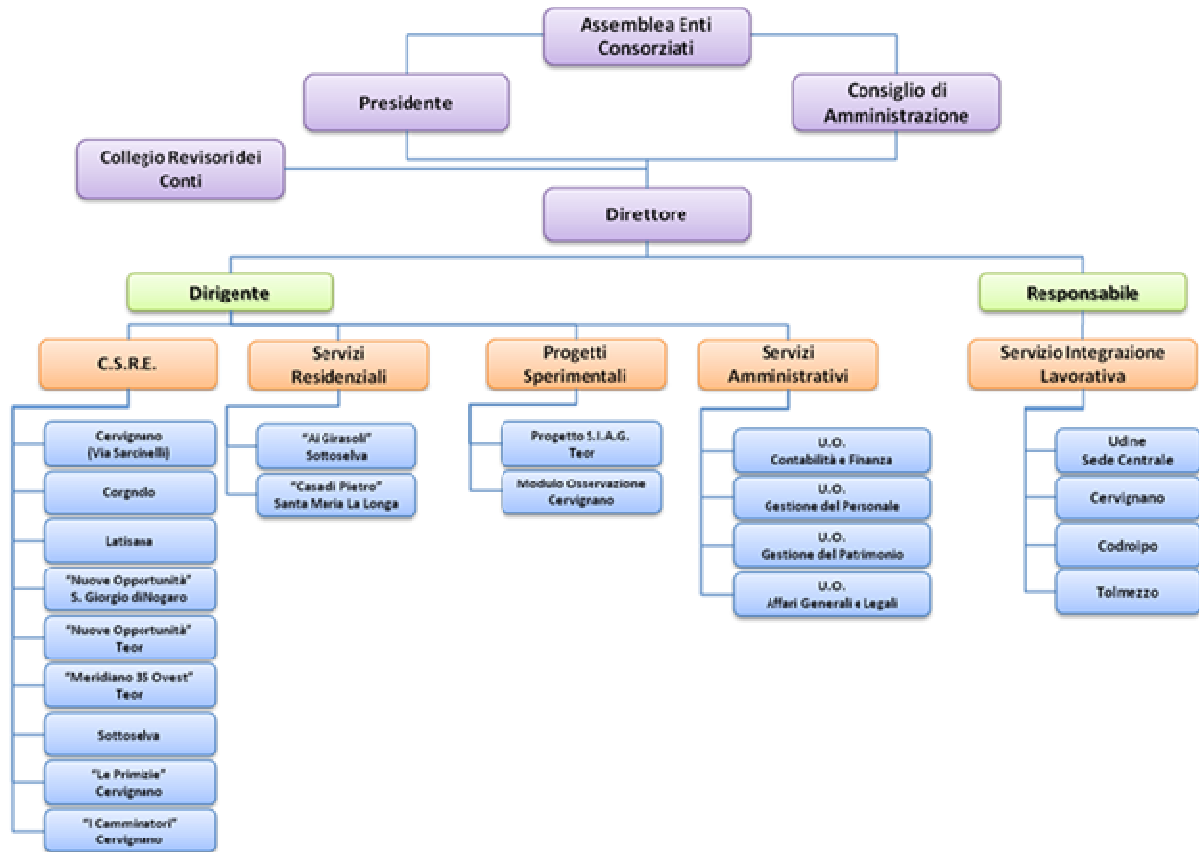 Assemblea Enti
Consorziati
Presidente
Consiglio di
Amministrazione
Collegio Revisori dei
Conti
Direttore
Dirigente
Responsabile
C.S.R.E.
Servizi
Residenziali
Progetti
Sperimentali
Servizi
Amministrativi
Servizio Integrazione
Lavorativa
Cervignano
(Via Sarcinelli)
Corgnolo
Latisana
"Nuove Opportunità"
S. Giorgio di Nogaro
"Nuove Opportunità"
Teor
"Meridiano 35 Ovest"
Teor
Sottoselva
"Le Primizie"
Cervignano
"I Camminatori"
Cervignano
"Ai Girasoli"
Sottoselva
"Casa di Pietro"
Santa Maria La Longa
Progetto S.I.A.G.
Teor
Modulo Osservazione
Cervignano
U.O.
Contabilità e Finanza
U.O.
Gestione del Personale
U.O.
Gestione del Patrimonio
U.O.
Affari Generali e Legali
Udine
Sede Centrale
Cervignano
Codroipo
Tolmezzo